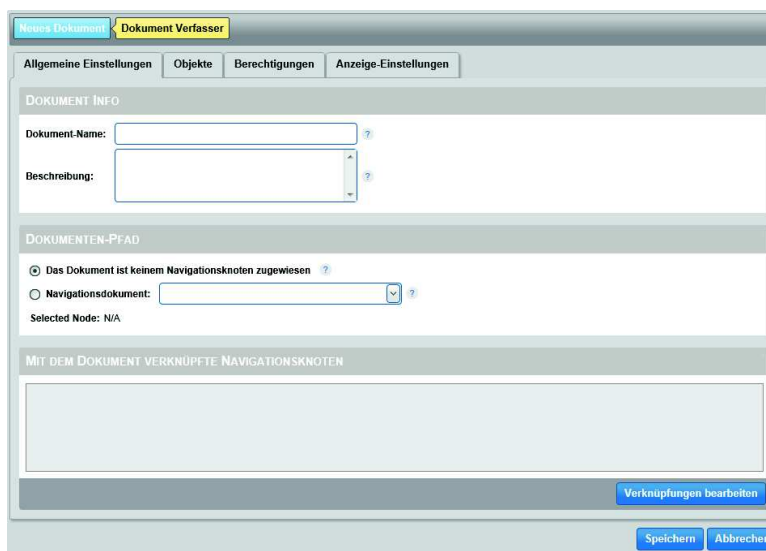 Neues Dokument Dokument Verfasser
Allgemeine Einstellungen Objekte Berechtigungen Anzeige-Einstellungen
DOKUMENT INFO
Dokument-Name: ?
Beschreibung: ?
DOKUMENTEN-PFAD
Das Dokument ist keinem Navigationsknoten zugewiesen ?
Navigationsdokument: ?
Selected Node: N/A
MIT DEM DOKUMENT VERKNÜPFTE NAVIGATIONSKNOTEN
Verknüpfungen bearbeiten
Speichern Abbreche